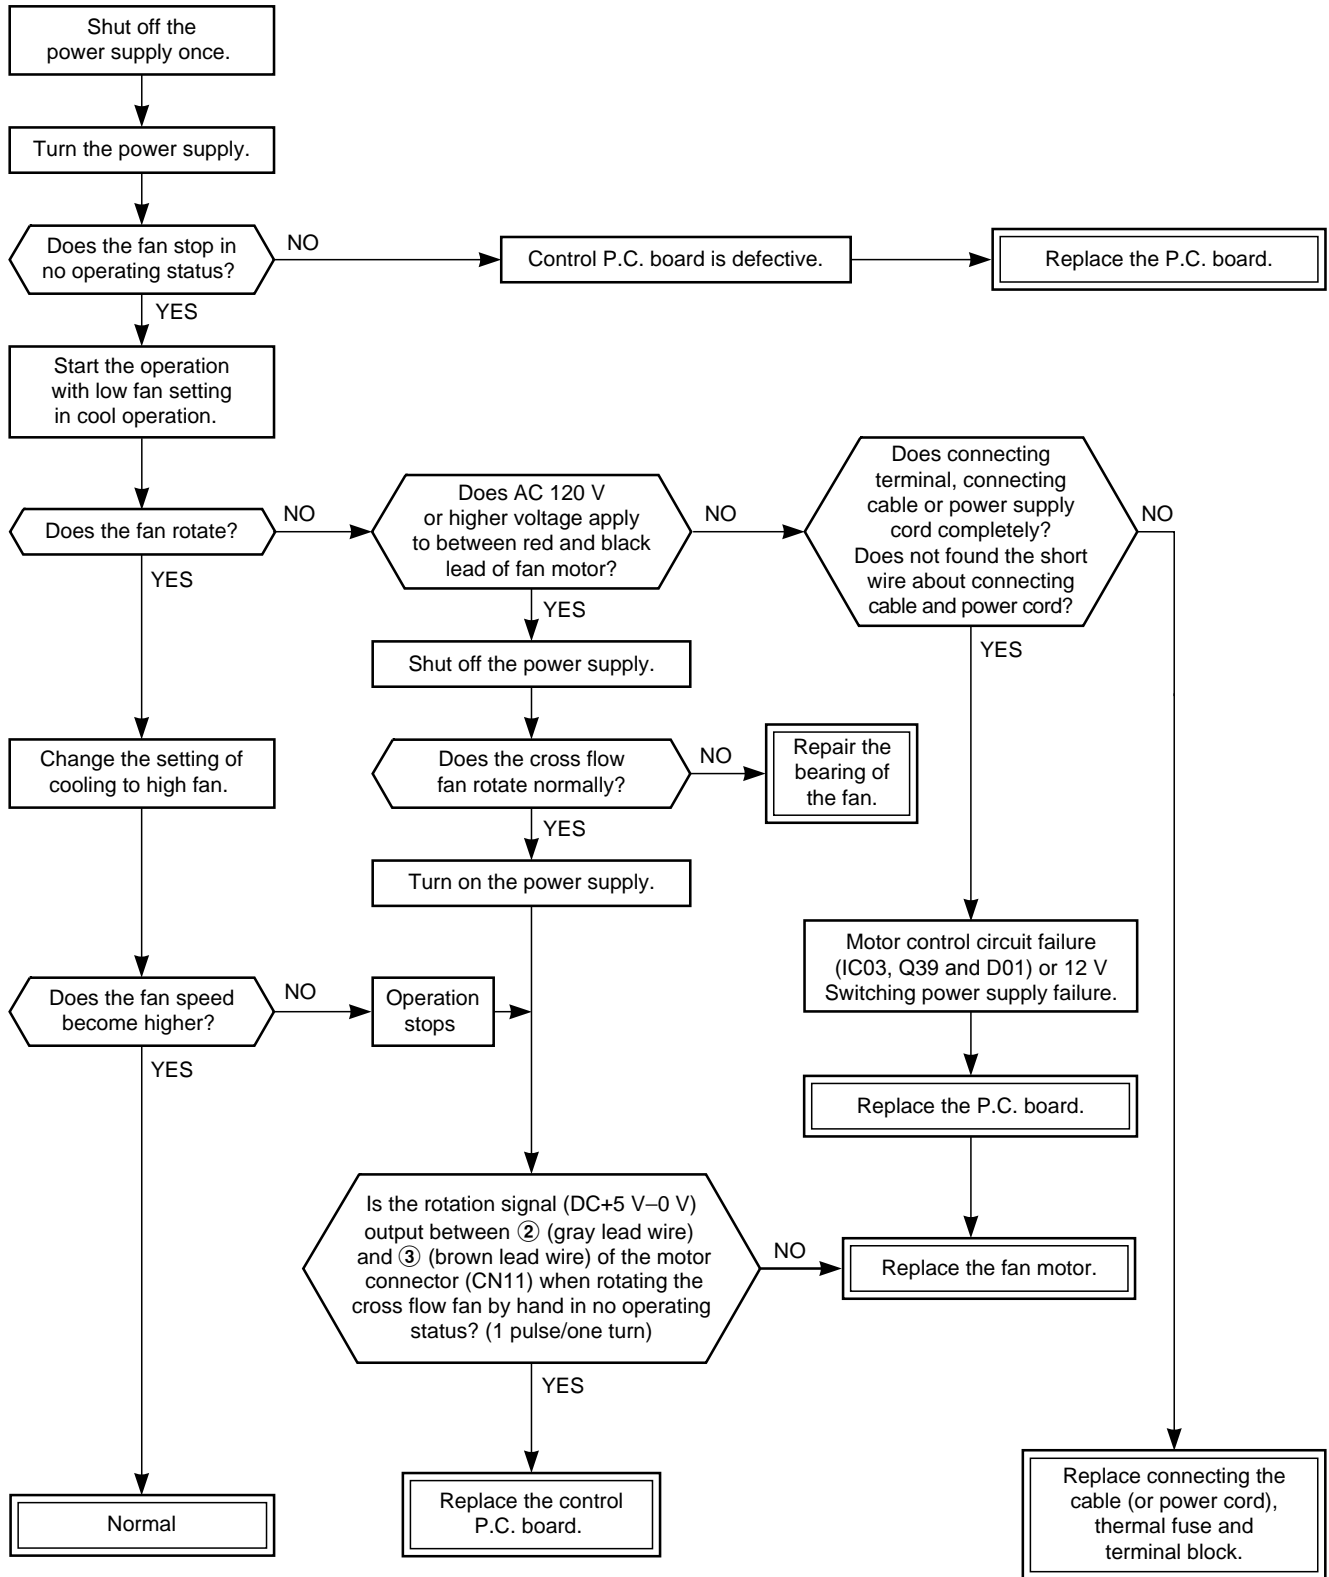 Shut off the
power supply once.
Turn the power supply.
Does the fan stop in
no operating status?
NO
Control P.C. board is defective.
Replace the P.C. board.
YES
Start the operation
with low fan setting
in cool operation.
Does the fan rotate?
NO
Does AC 120 V
or higher voltage apply
to between red and black
lead of fan motor?
NO
Does connecting
terminal, connecting
cable or power supply
cord completely?
Does not found the short
wire about connecting
cable and power cord?
NO
YES
YES
YES
Shut off the power supply.
Change the setting of
cooling to high fan.
Does the cross flow
fan rotate normally?
NO
Repair the
bearing of
the fan.
YES
Turn on the power supply.
Motor control circuit failure
(IC03, Q39 and D01) or 12 V
Switching power supply failure.
Does the fan speed
become higher?
NO
Operation
stops
YES
Replace the P.C. board.
Is the rotation signal (DC+5 V–0 V)
output between ② (gray lead wire)
and ③ (brown lead wire) of the motor
connector (CN11) when rotating the
cross flow fan by hand in no operating
status? (1 pulse/one turn)
NO
Replace the fan motor.
YES
Normal
Replace the control
P.C. board.
Replace connecting the
cable (or power cord),
thermal fuse and
terminal block.